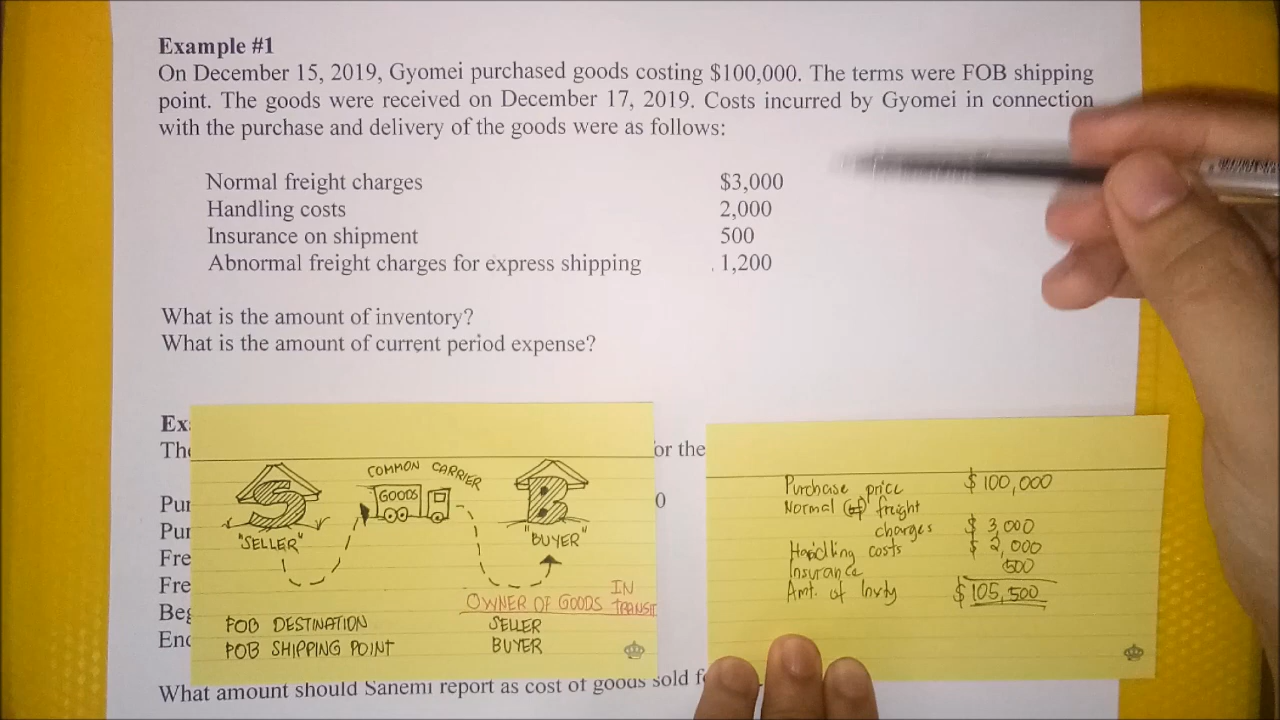 Example #1
On December 15, 2019, Gyomei purchased goods costing $100,000. The terms were FOB shipping
point. The goods were received on December 17, 2019. Costs incurred by Gyomei in connection
with the purchase and delivery of the goods were as follows:
Normal freight charges $3,000
Handling costs 2,000
Insurance on shipment 500
Abnormal freight charges for express shipping 1,200
What is the amount of inventory?
What is the amount of current period expense?
Ex
The
or the
Pur
0
Pur
Fre
Fre
Beg
End
COMMON CARRIER
GOODS
S
B
"SELLER"
"BUYER"
OWNER OF GOODS IN TRANSIT
FOB DESTINATION SELLER
FOB SHIPPING POINT BUYER
Purchase price $ 100,000
Normal freight
charges $ 3,000
Handling costs $ 2,000
Insurance 500
Amt. of Invty $ 105,500
What amount should Sanemi report as cost of goods sold f